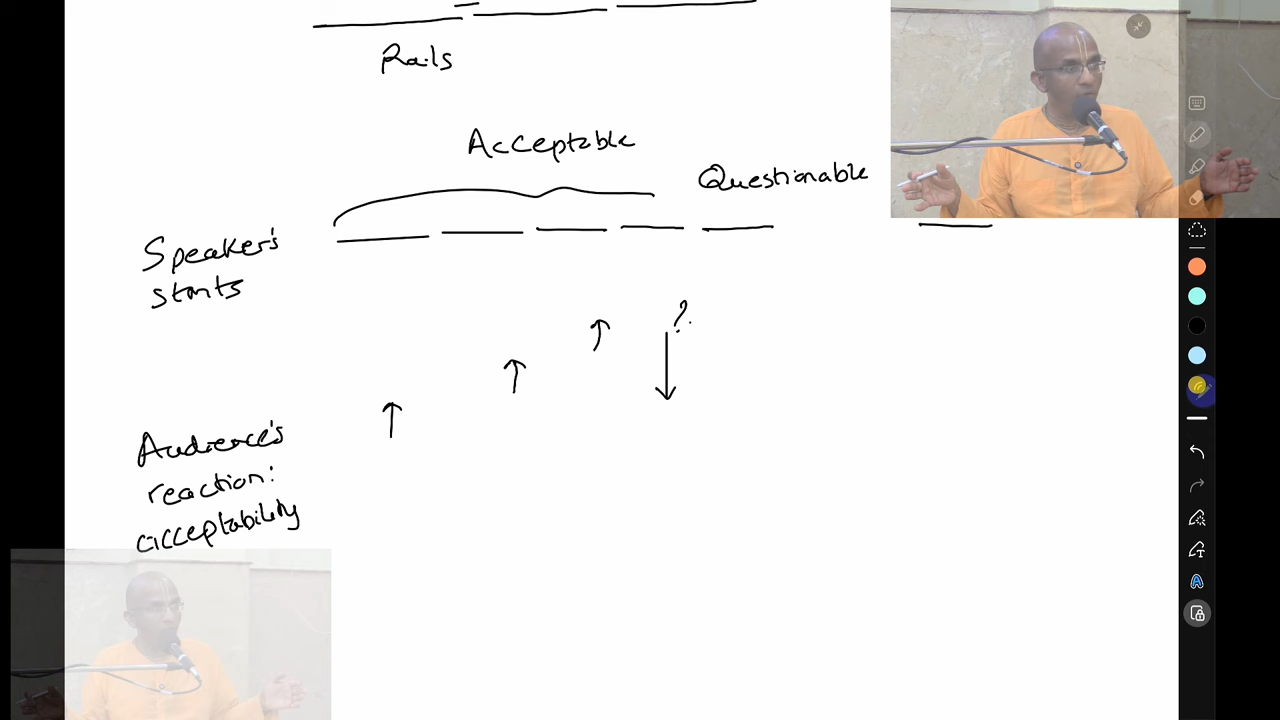 Rails
Acceptable
Questionable
Speaker's
starts
?
Audience's
reaction:
acceptability